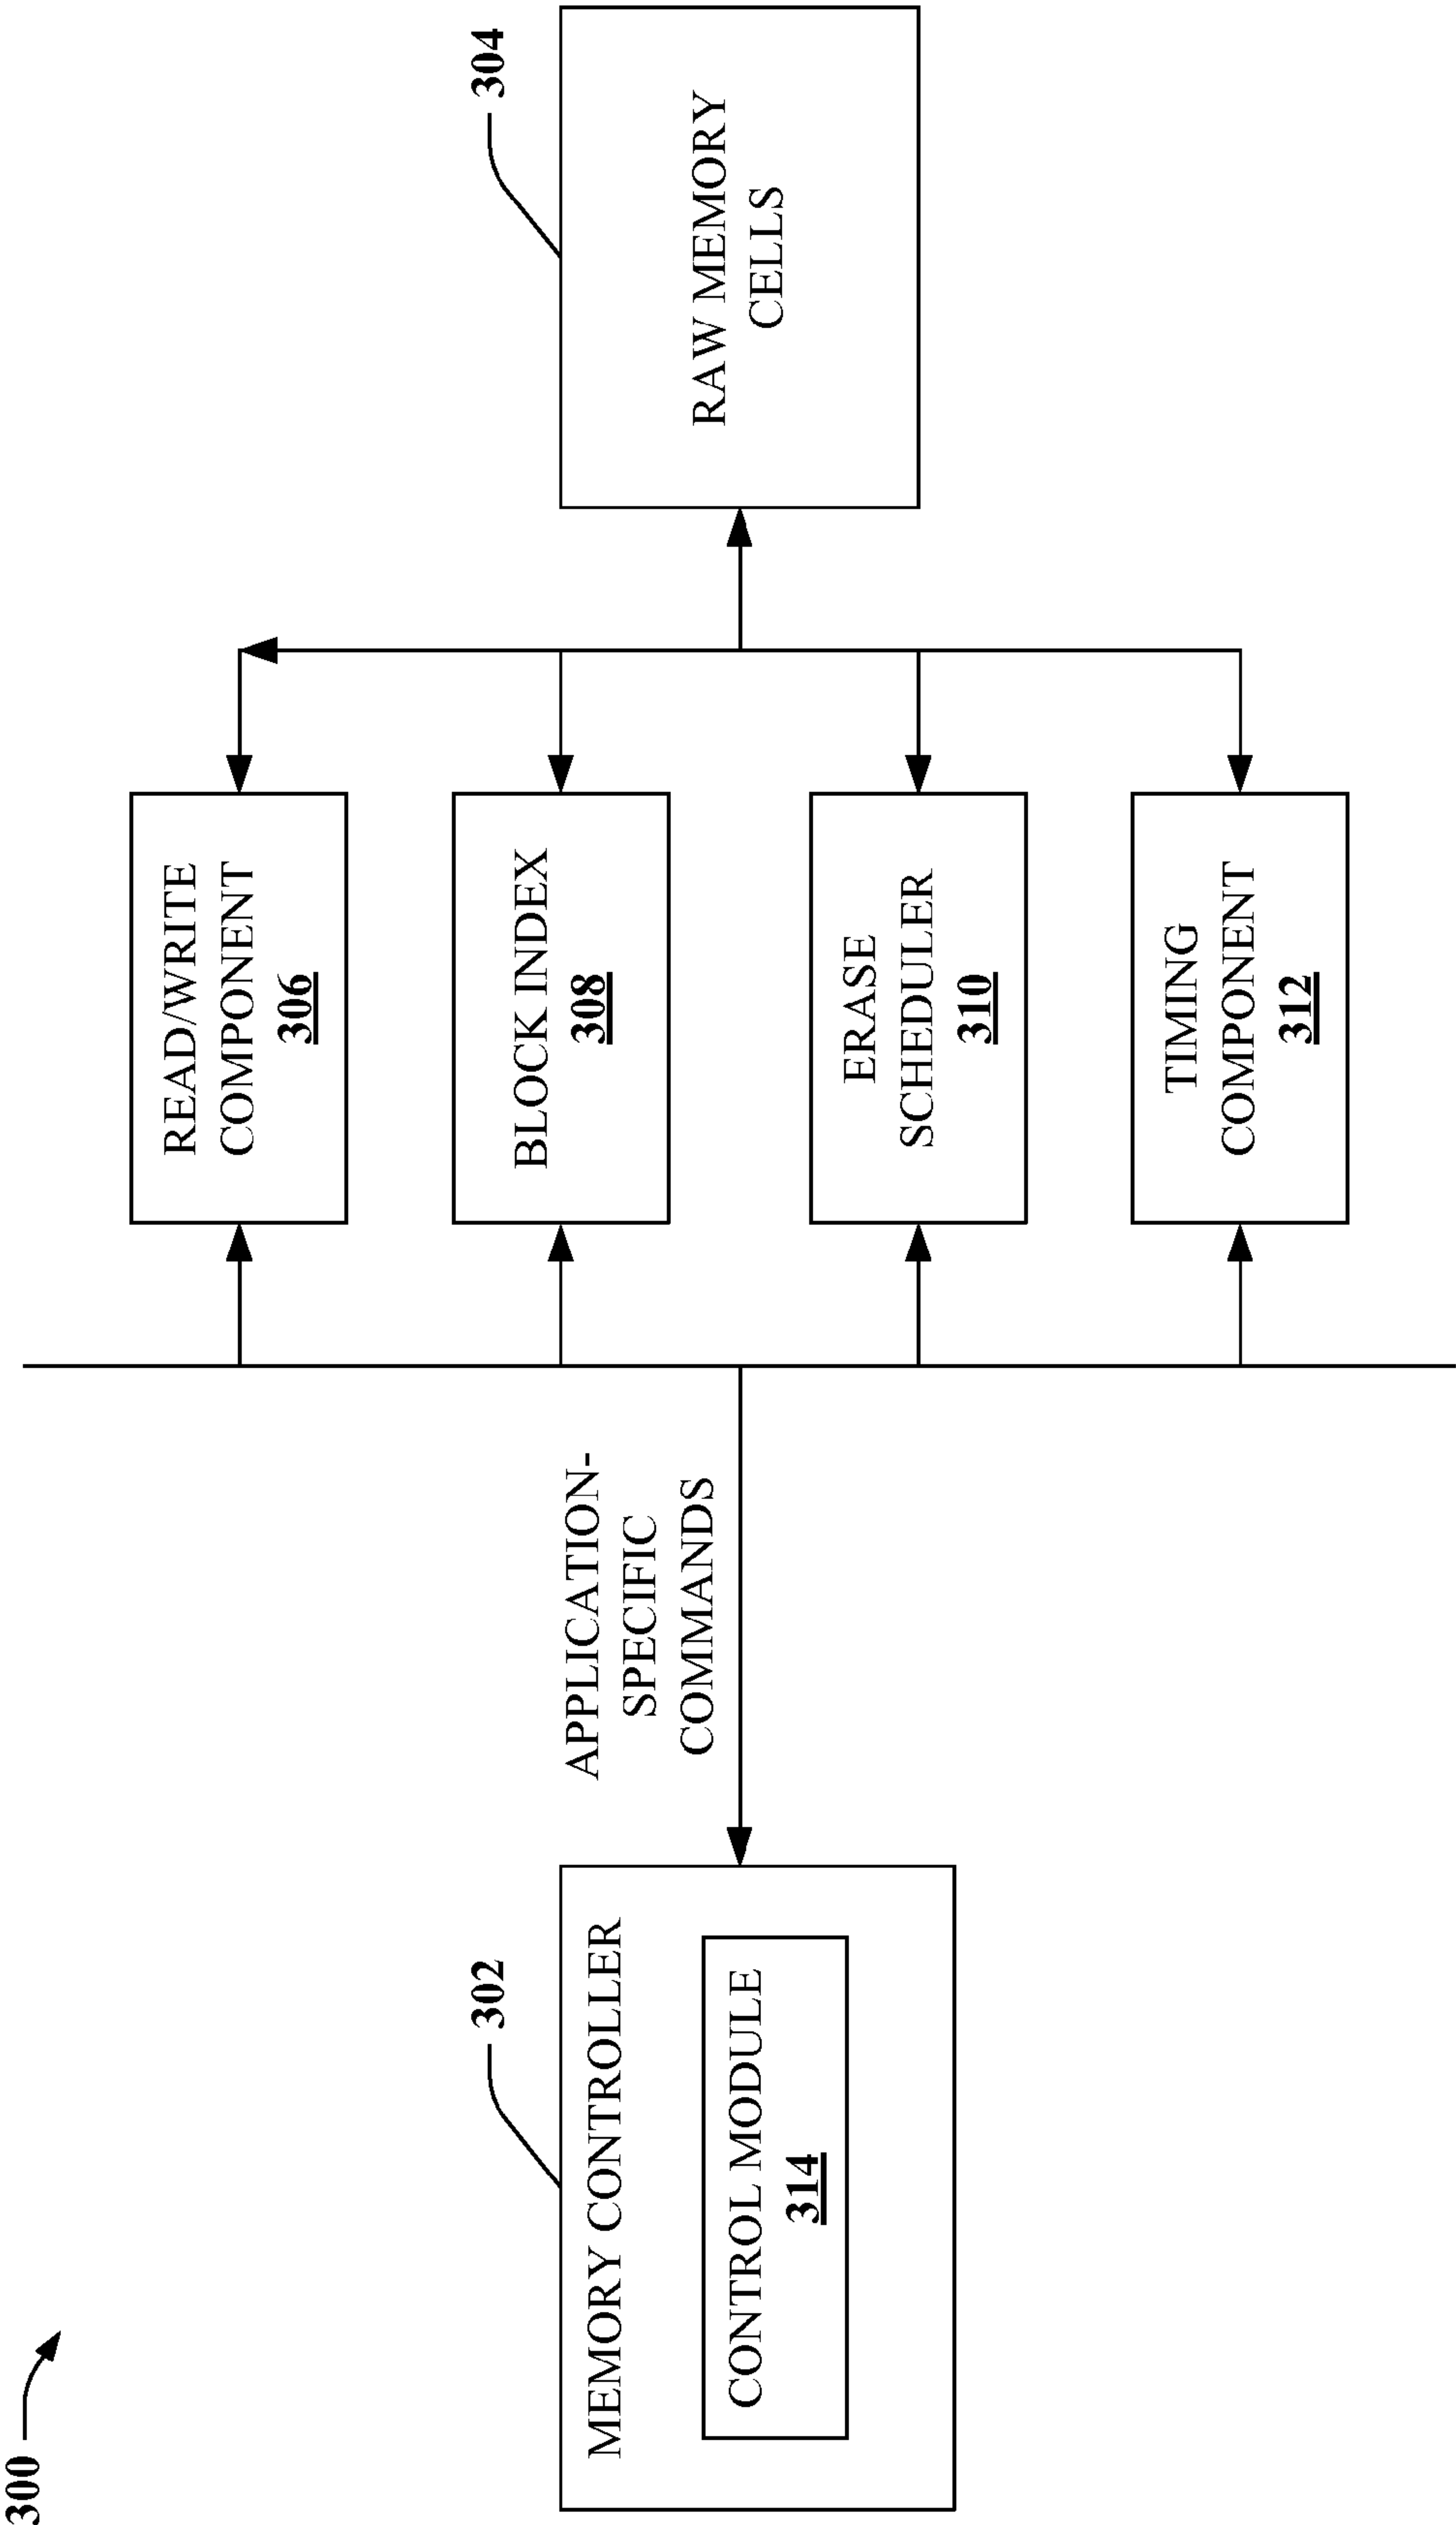 300
302
MEMORY CONTROLLER
CONTROL MODULE
314
APPLICATION-
SPECIFIC
COMMANDS
READ/WRITE
COMPONENT
306
BLOCK INDEX
308
ERASE
SCHEDULER
310
TIMING
COMPONENT
312
304
RAW MEMORY
CELLS